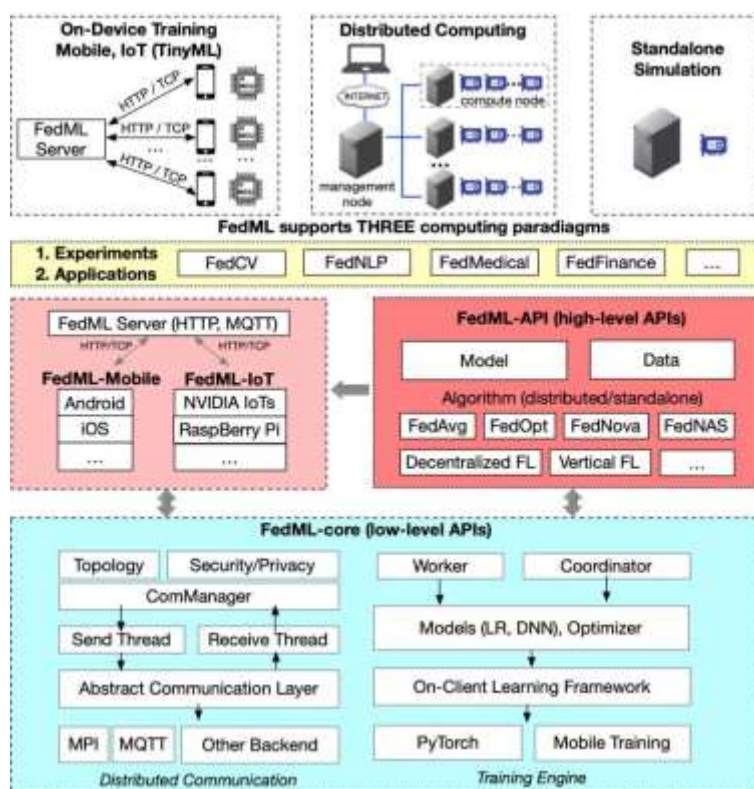 On-Device Training
Mobile, IoT (TinyML)
HTTP / TCP
FedML
Server
HTTP / TCP
...
...
HTTP / TCP
Distributed Computing
INTERNET
compute node
...
management
node
Standalone
Simulation
FedML supports THREE computing paradiagms
1. Experiments
2. Applications
FedCV
FedNLP
FedMedical
FedFinance
...
FedML Server (HTTP, MQTT)
HTTP/TCP
HTTP/TCP
FedML-Mobile
Android
iOS
...
FedML-IoT
NVIDIA IoTs
RaspBerry Pi
...
FedML-API (high-level APIs)
Model
Data
Algorithm (distributed/standalone)
FedAvg
FedOpt
FedNova
FedNAS
Decentralized FL
Vertical FL
...
FedML-core (low-level APIs)
Topology
Security/Privacy
ComManager
Send Thread
Receive Thread
Abstract Communication Layer
MPI
MQTT
Other Backend
Distributed Communication
Worker
Coordinator
Models (LR, DNN), Optimizer
On-Client Learning Framework
PyTorch
Mobile Training
Training Engine